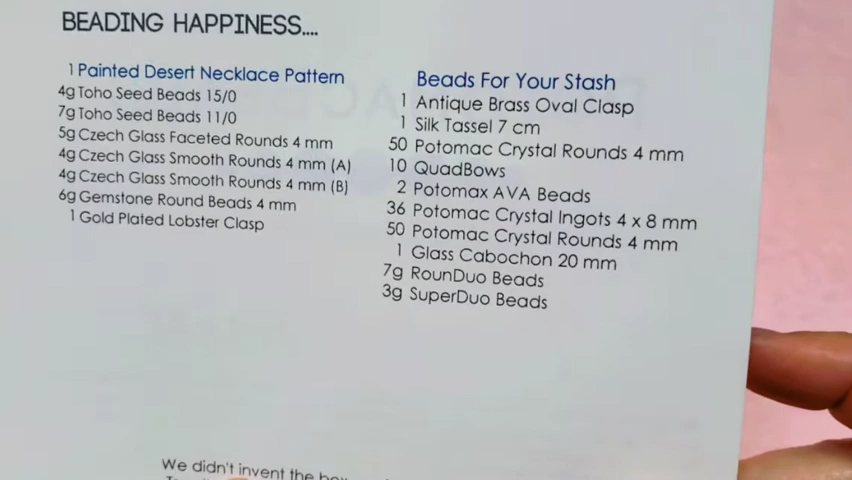 BEADING HAPPINESS....
1 Painted Desert Necklace Pattern
4g Toho Seed Beads 15/0
7g Toho Seed Beads 11/0
5g Czech Glass Faceted Rounds 4 mm
4g Czech Glass Smooth Rounds 4 mm (A)
4g Czech Glass Smooth Rounds 4 mm (B)
6g Gemstone Round Beads 4 mm
1 Gold Plated Lobster Clasp
Beads For Your Stash
1 Antique Brass Oval Clasp
1 Silk Tassel 7 cm
50 Potomac Crystal Rounds 4 mm
10 QuadBows
2 Potomax AVA Beads
36 Potomac Crystal Ingots 4 x 8 mm
50 Potomac Crystal Rounds 4 mm
1 Glass Cabochon 20 mm
7g RounDuo Beads
3g SuperDuo Beads
We didn't invent the